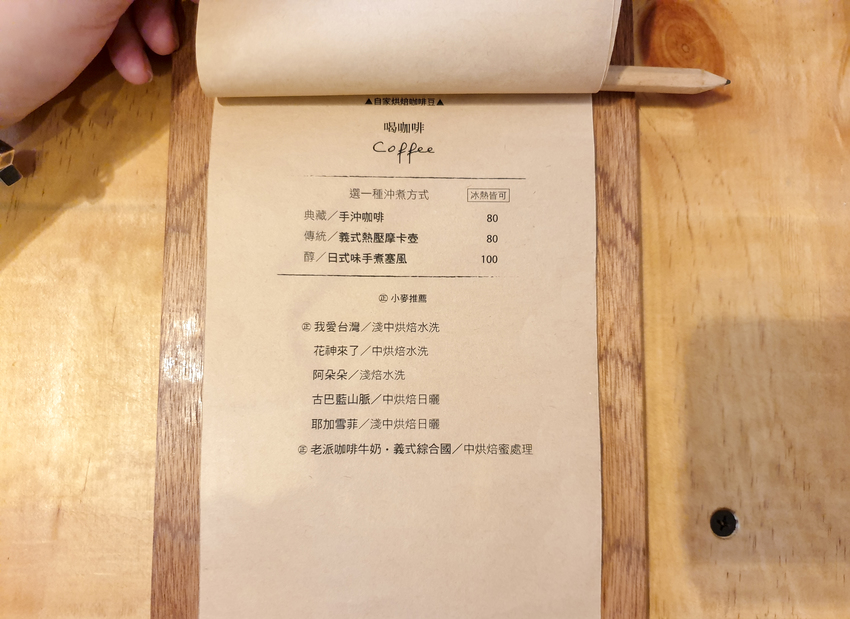 ▲自家烘焙咖啡豆▲
喝咖啡
Coffee
選一種沖煮方式 冰熱皆可
典藏／手沖咖啡 80
傳統／義式熱壓摩卡壺 80
醇／日式味手煮塞風 100
㊣ 小麥推薦
㊣ 我愛台灣／淺中烘焙水洗
花神來了／中烘焙水洗
阿朵朵／淺焙水洗
古巴藍山脈／中烘焙日曬
耶加雪菲／淺中烘焙日曬
㊣ 老派咖啡牛奶・義式綜合國／中烘焙蜜處理